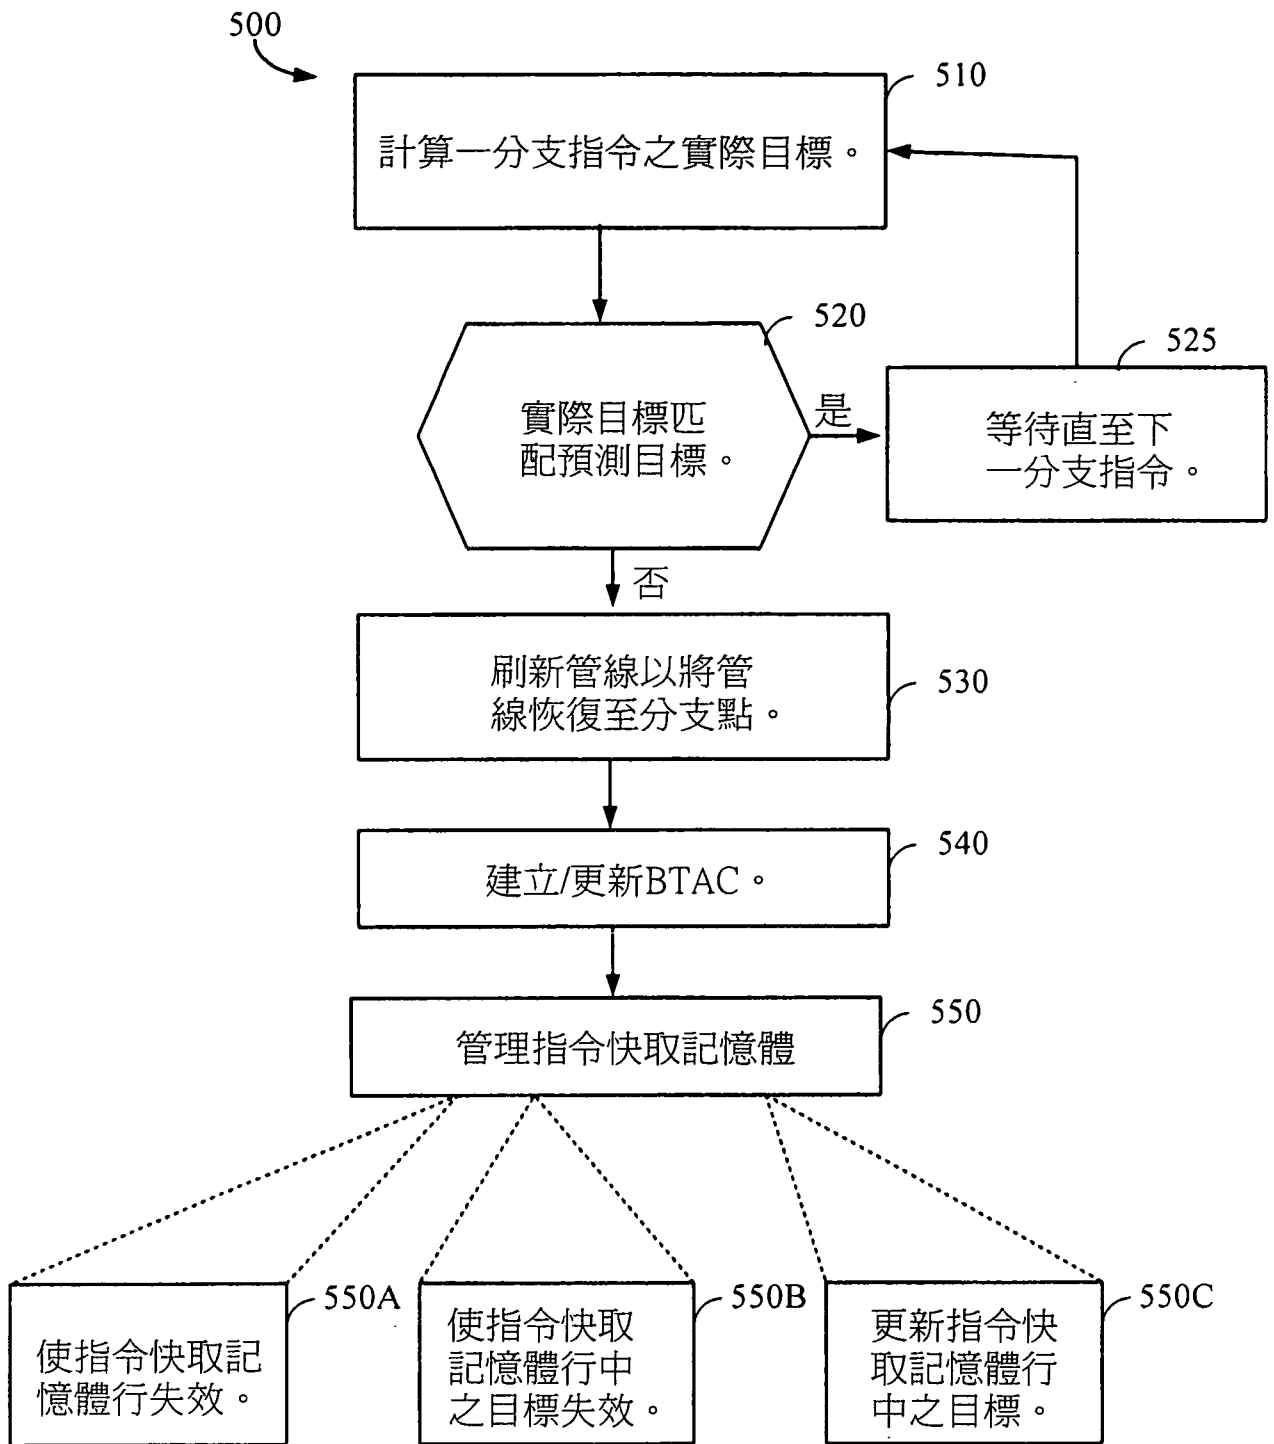 500
510
計算一分支指令之實際目標。
520
實際目標匹
配預測目標。
是
525
等待直至下
一分支指令。
否
530
刷新管線以將管
線恢復至分支點。
540
建立/更新BTAC。
550
管理指令快取記憶體
550A
使指令快取記
憶體行失效。
550B
使指令快取
記憶體行中
之目標失效。
550C
更新指令快
取記憶體行
中之目標。